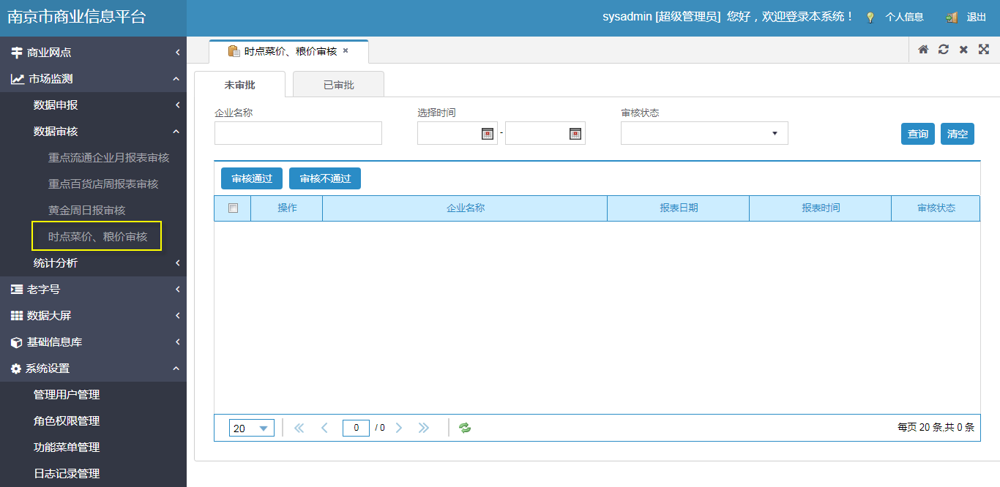 南京市商业信息平台
sysadmin [超级管理员] 您好，欢迎登录本系统！ 个人信息 退出
商业网点
市场监测
数据申报
数据审核
重点流通企业月报表审核
重点百货店周报表审核
黄金周日报审核
时点菜价、粮价审核
统计分析
老字号
数据大屏
基础信息库
系统设置
管理用户管理
角色权限管理
功能菜单管理
日志记录管理
时点菜价、粮价审核
未审批 已审批
企业名称 选择时间 审核状态
- 查询 清空
审核通过 审核不通过
操作 企业名称 报表日期 报表时间 审核状态
20 0 / 0 每页 20 条,共 0 条